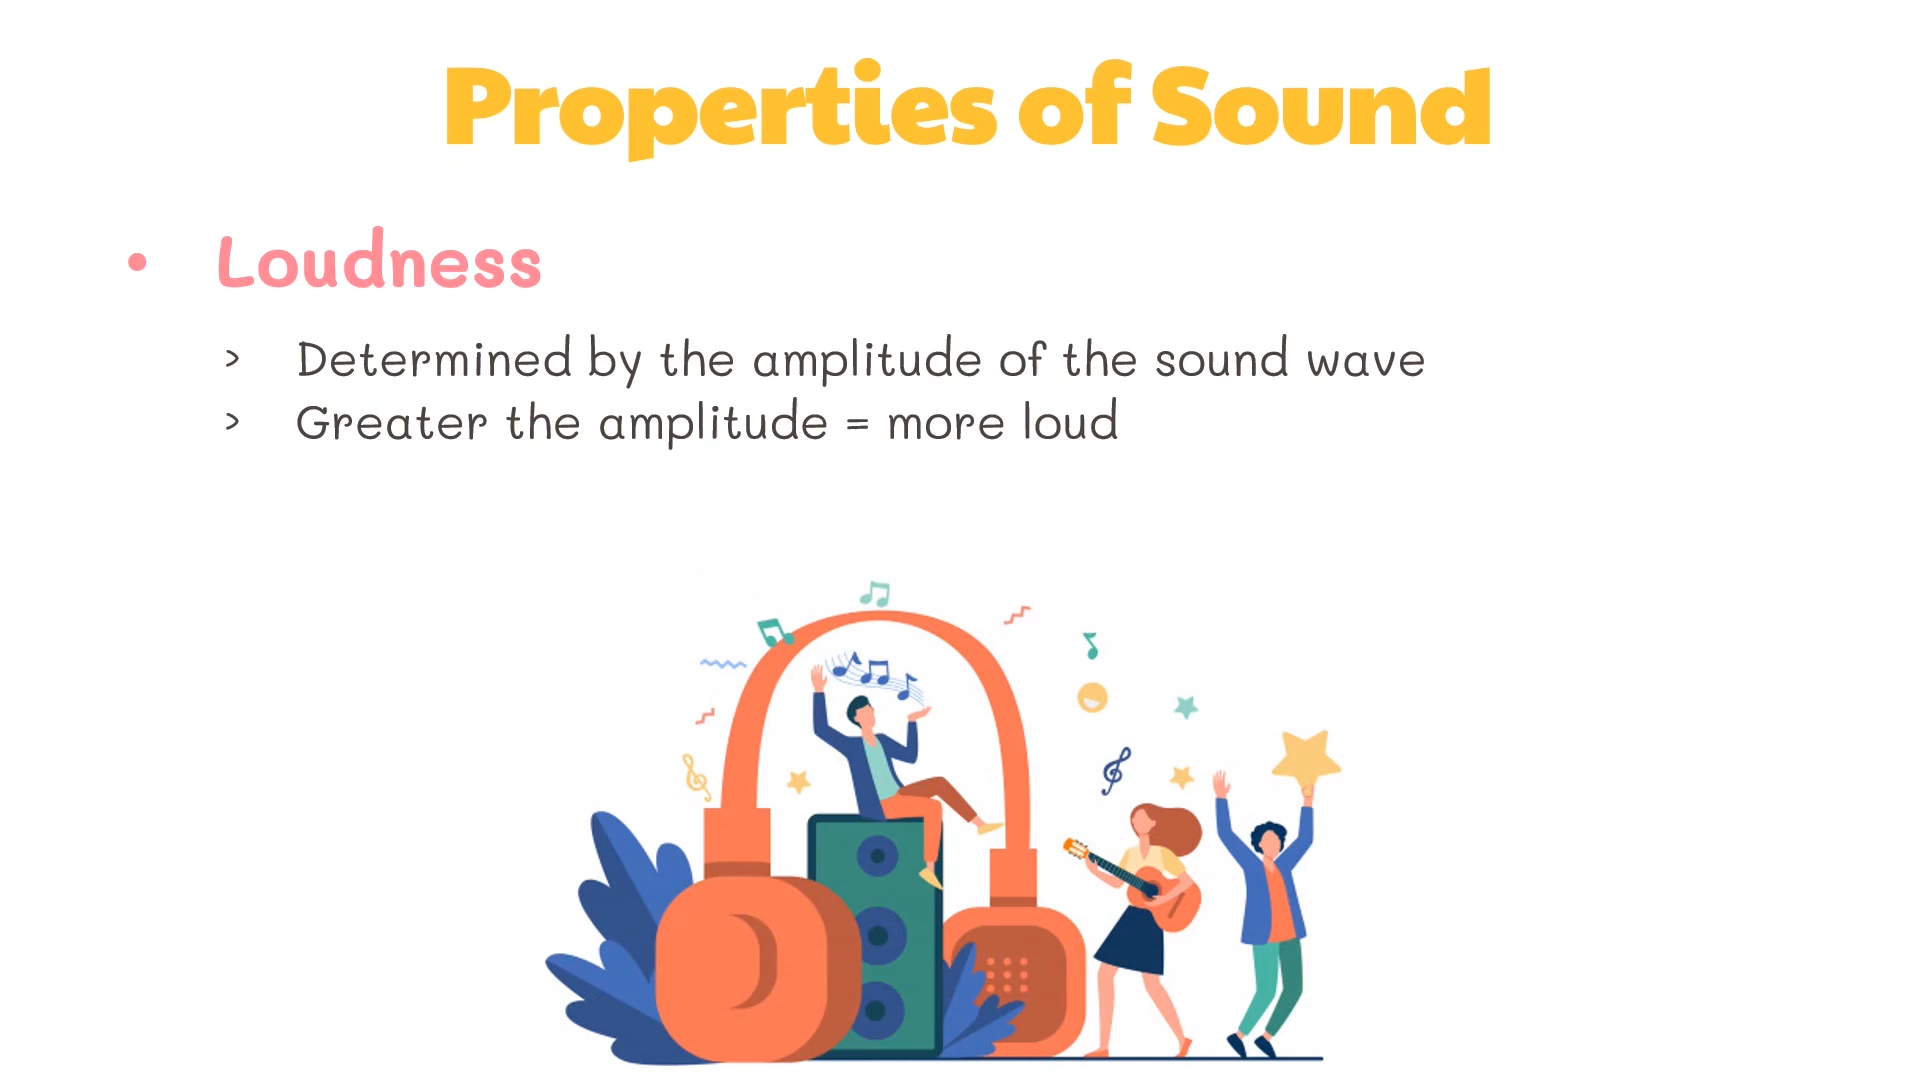 Properties of Sound
• Loudness
> Determined by the amplitude of the sound wave
> Greater the amplitude = more loud